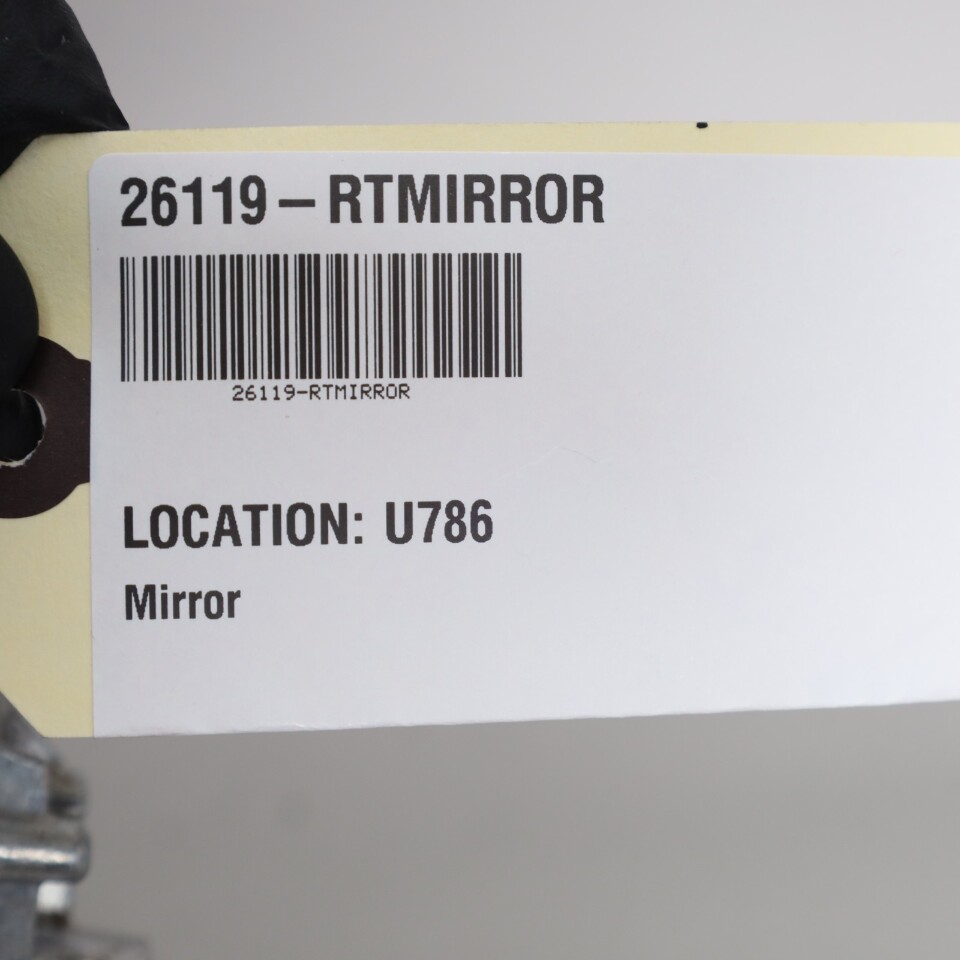 26119 – RTMIRROR
26119-RTMIRROR
LOCATION: U786
Mirror